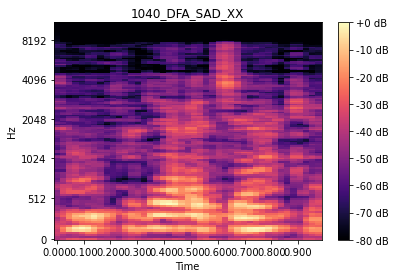 1040_DFA_SAD_XX
8192
4096
2048
1024
512
0
Hz
0.0000.1000.2000.3000.4000.5000.6000.7000.8000.900
Time
+0 dB
-10 dB
-20 dB
-30 dB
-40 dB
-50 dB
-60 dB
-70 dB
-80 dB